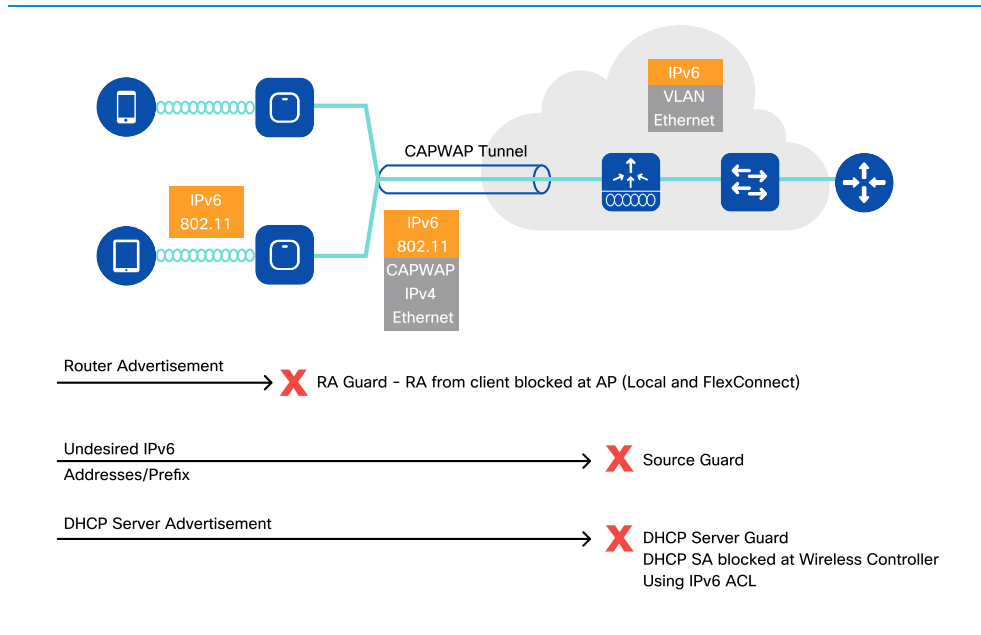 IPv6
VLAN
Ethernet
CAPWAP Tunnel
IPv6
802.11
IPv6
802.11
CAPWAP
IPv4
Ethernet
Router Advertisement
RA Guard - RA from client blocked at AP (Local and FlexConnect)
Undesired IPv6
Addresses/Prefix
Source Guard
DHCP Server Advertisement
DHCP Server Guard
DHCP SA blocked at Wireless Controller
Using IPv6 ACL